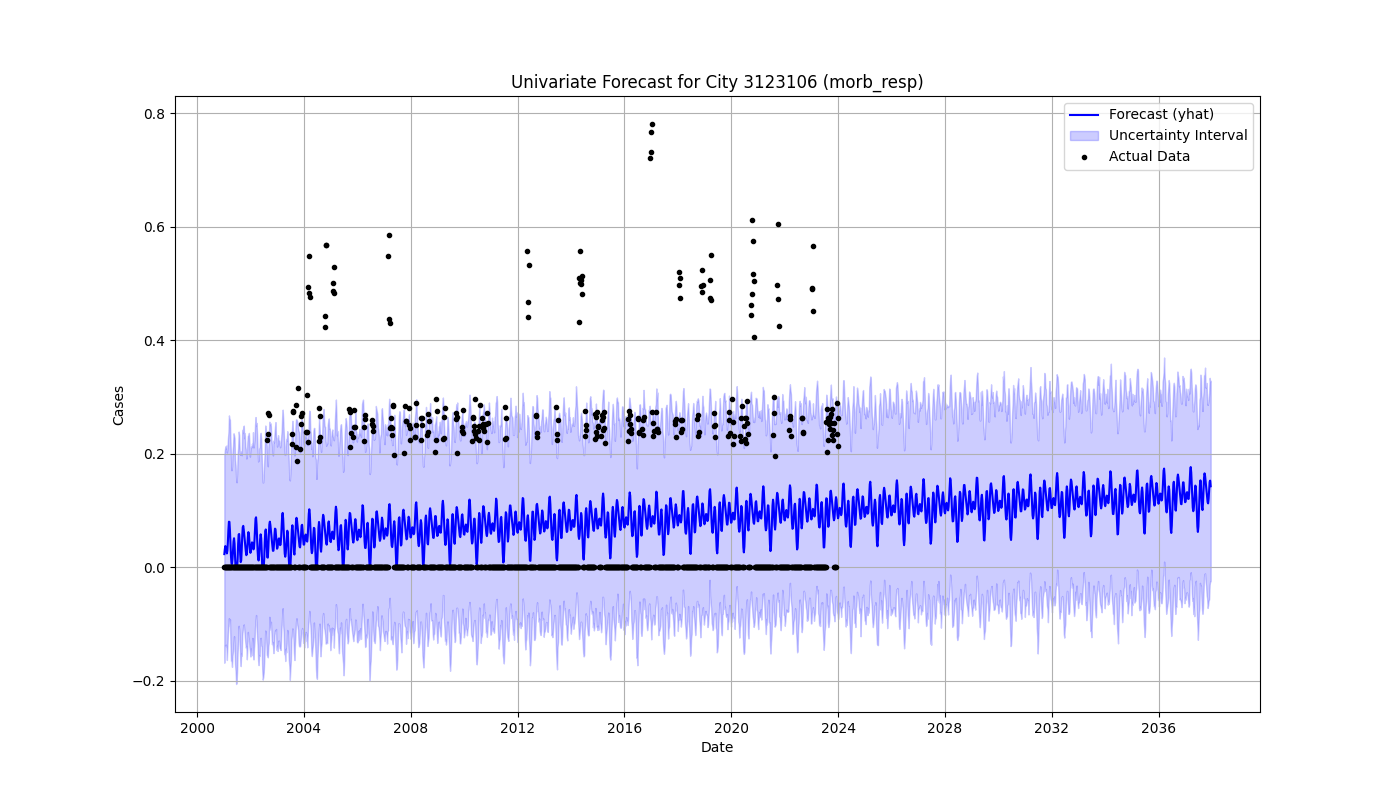 Univariate Forecast for City 3123106 (morb_resp)
Forecast (yhat)
Uncertainty Interval
Actual Data
Cases
0.8
0.6
0.4
0.2
0.0
−0.2
2000 2004 2008 2012 2016 2020 2024 2028 2032 2036
Date